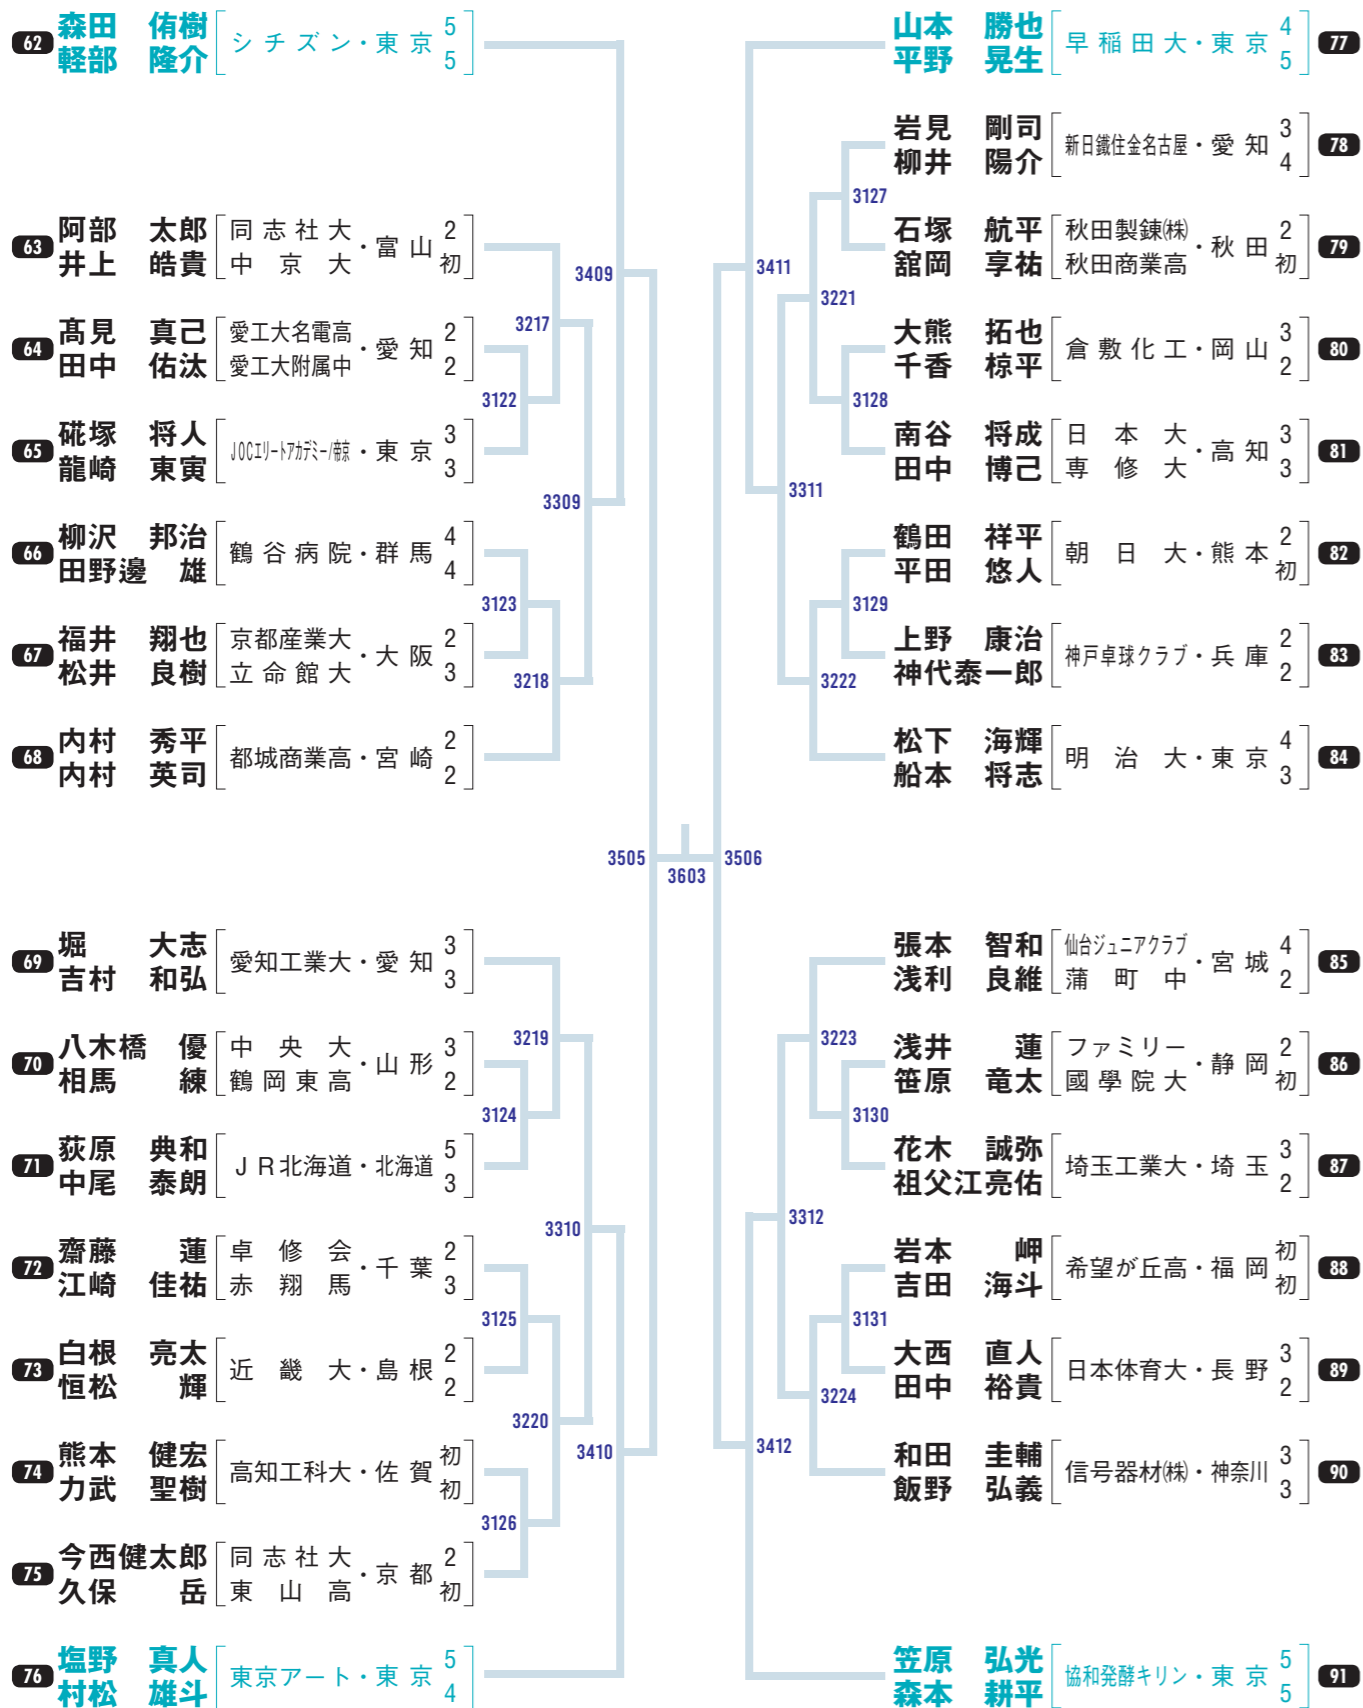 62 森田 侑樹 シチズン・東京 5
軽部 隆介 5
63 阿部 太郎 同志社大・富山 2
井上 皓貴 中京大 初
64 髙見 真己 愛工大名電高・愛知 2
田中 佑汰 愛工大附属中 2
65 硴塚 将人 JOCエリートアカデミー/帝京・東京 3
龍崎 東寅 3
66 柳沢 邦治 鶴谷病院・群馬 4
田野邊 雄 4
67 福井 翔也 京都産業大・大阪 2
松井 良樹 立命館大 3
68 内村 秀平 都城商業高・宮崎 2
内村 英司 2
69 堀 大志 愛知工業大・愛知 3
吉村 和弘 3
70 八木橋 優 中央大・山形 3
相馬 練 鶴岡東高 2
71 荻原 典和 JR北海道・北海道 5
中尾 泰朗 3
72 齋藤 蓮 卓修会・千葉 2
江崎 佳祐 赤翔馬 3
73 白根 亮太 近畿大・島根 2
恒松 輝 2
74 熊本 健宏 高知工科大・佐賀 初
力武 聖樹 初
75 今西健太郎 同志社大・京都 2
久保 岳 東山高 初
76 塩野 真人 東京アート・東京 5
村松 雄斗 4
3409
3217
3122
3309
3123
3218
3505
3603
3506
3219
3124
3310
3125
3220
3410
3126
山本 勝也 早稲田大・東京 4 77
平野 晃生 5
岩見 剛司 新日鐵住金名古屋・愛知 3 78
柳井 陽介 4
石塚 航平 秋田製錬㈱・秋田 2 79
舘岡 享祐 秋田商業高 初
大熊 拓也 倉敷化工・岡山 3 80
千香 椋平 2
南谷 将成 日本大・高知 3 81
田中 博己 専修大 3
鶴田 祥平 朝日大・熊本 2 82
平田 悠人 初
上野 康治 神戸卓球クラブ・兵庫 2 83
神代泰一郎 2
松下 海輝 明治大・東京 4 84
船本 将志 3
張本 智和 仙台ジュニアクラブ・宮城 4 85
浅利 良維 蒲町中 2
浅井 蓮 ファミリー・静岡 2 86
笹原 竜太 國學院大 初
花木 誠弥 埼玉工業大・埼玉 3 87
祖父江亮佑 2
岩本 岬 希望が丘高・福岡 初 88
吉田 海斗 初
大西 直人 日本体育大・長野 3 89
田中 裕貴 2
和田 圭輔 信号器材㈱・神奈川 3 90
飯野 弘義 3
笠原 弘光 協和発酵キリン・東京 5 91
森本 耕平 5
3127
3411
3221
3128
3311
3129
3222
3223
3130
3312
3131
3224
3412